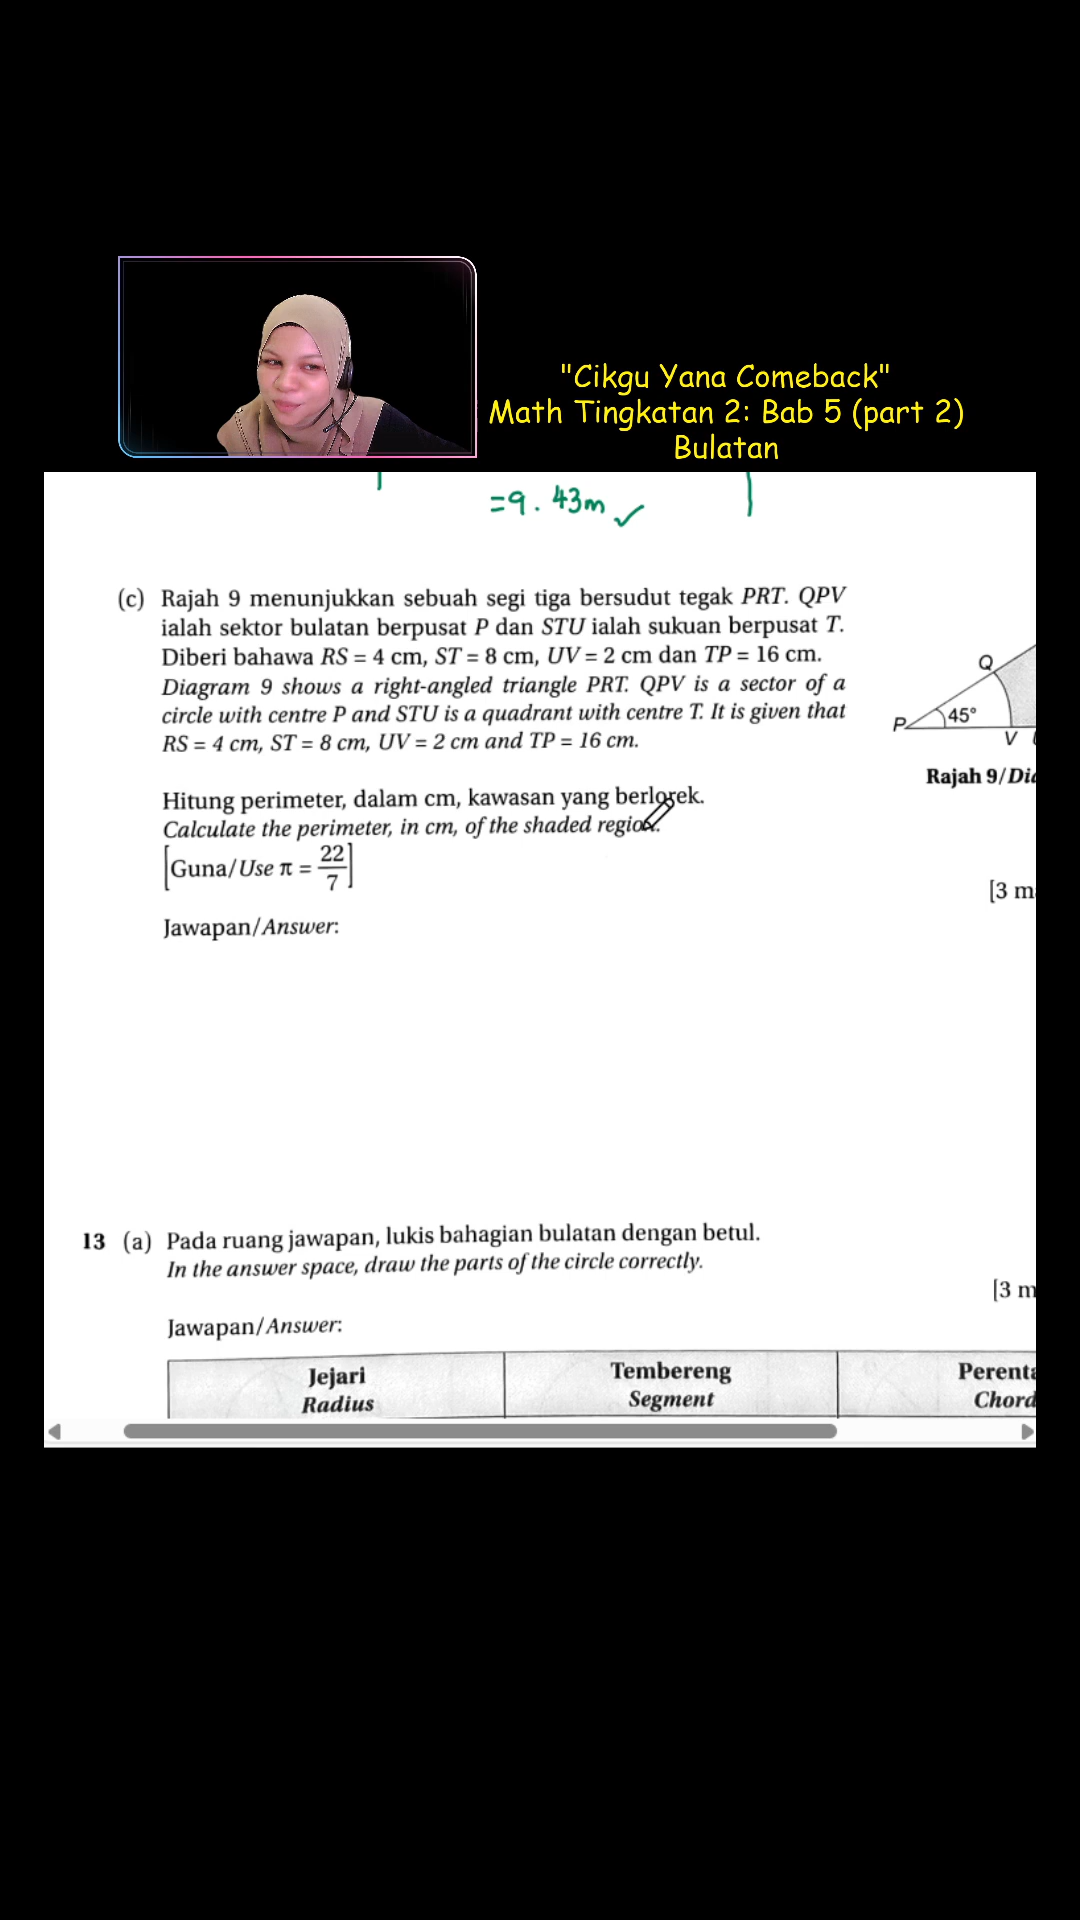 "Cikgu Yana Comeback"
Math Tingkatan 2: Bab 5 (part 2)
Bulatan
=9.43m ✓
(c) Rajah 9 menunjukkan sebuah segi tiga bersudut tegak PRT. QPV
ialah sektor bulatan berpusat P dan STU ialah sukuan berpusat T.
Diberi bahawa RS = 4 cm, ST = 8 cm, UV = 2 cm dan TP = 16 cm.
Diagram 9 shows a right-angled triangle PRT. QPV is a sector of a
circle with centre P and STU is a quadrant with centre T. It is given that
RS = 4 cm, ST = 8 cm, UV = 2 cm and TP = 16 cm.
Q
P
45°
V
Rajah 9/
Hitung perimeter, dalam cm, kawasan yang berlorek.
Calculate the perimeter, in cm, of the shaded region.
[Guna/Use π = 22/7]
[3 m
Jawapan/Answer:
13 (a) Pada ruang jawapan, lukis bahagian bulatan dengan betul.
In the answer space, draw the parts of the circle correctly.
[3 m
Jawapan/Answer:
Jejari Tembereng
Radius Segment Chord